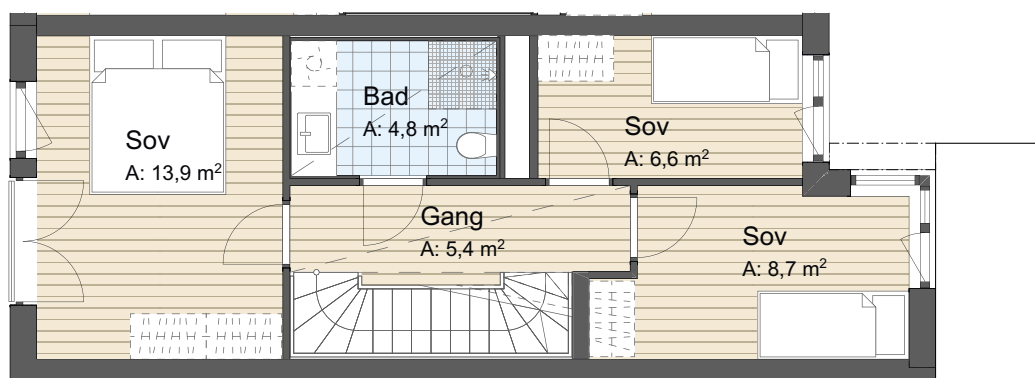 Sov
A: 13,9 m²
Bad
A: 4,8 m²
Sov
A: 6,6 m²
Gang
A: 5,4 m²
Sov
A: 8,7 m²